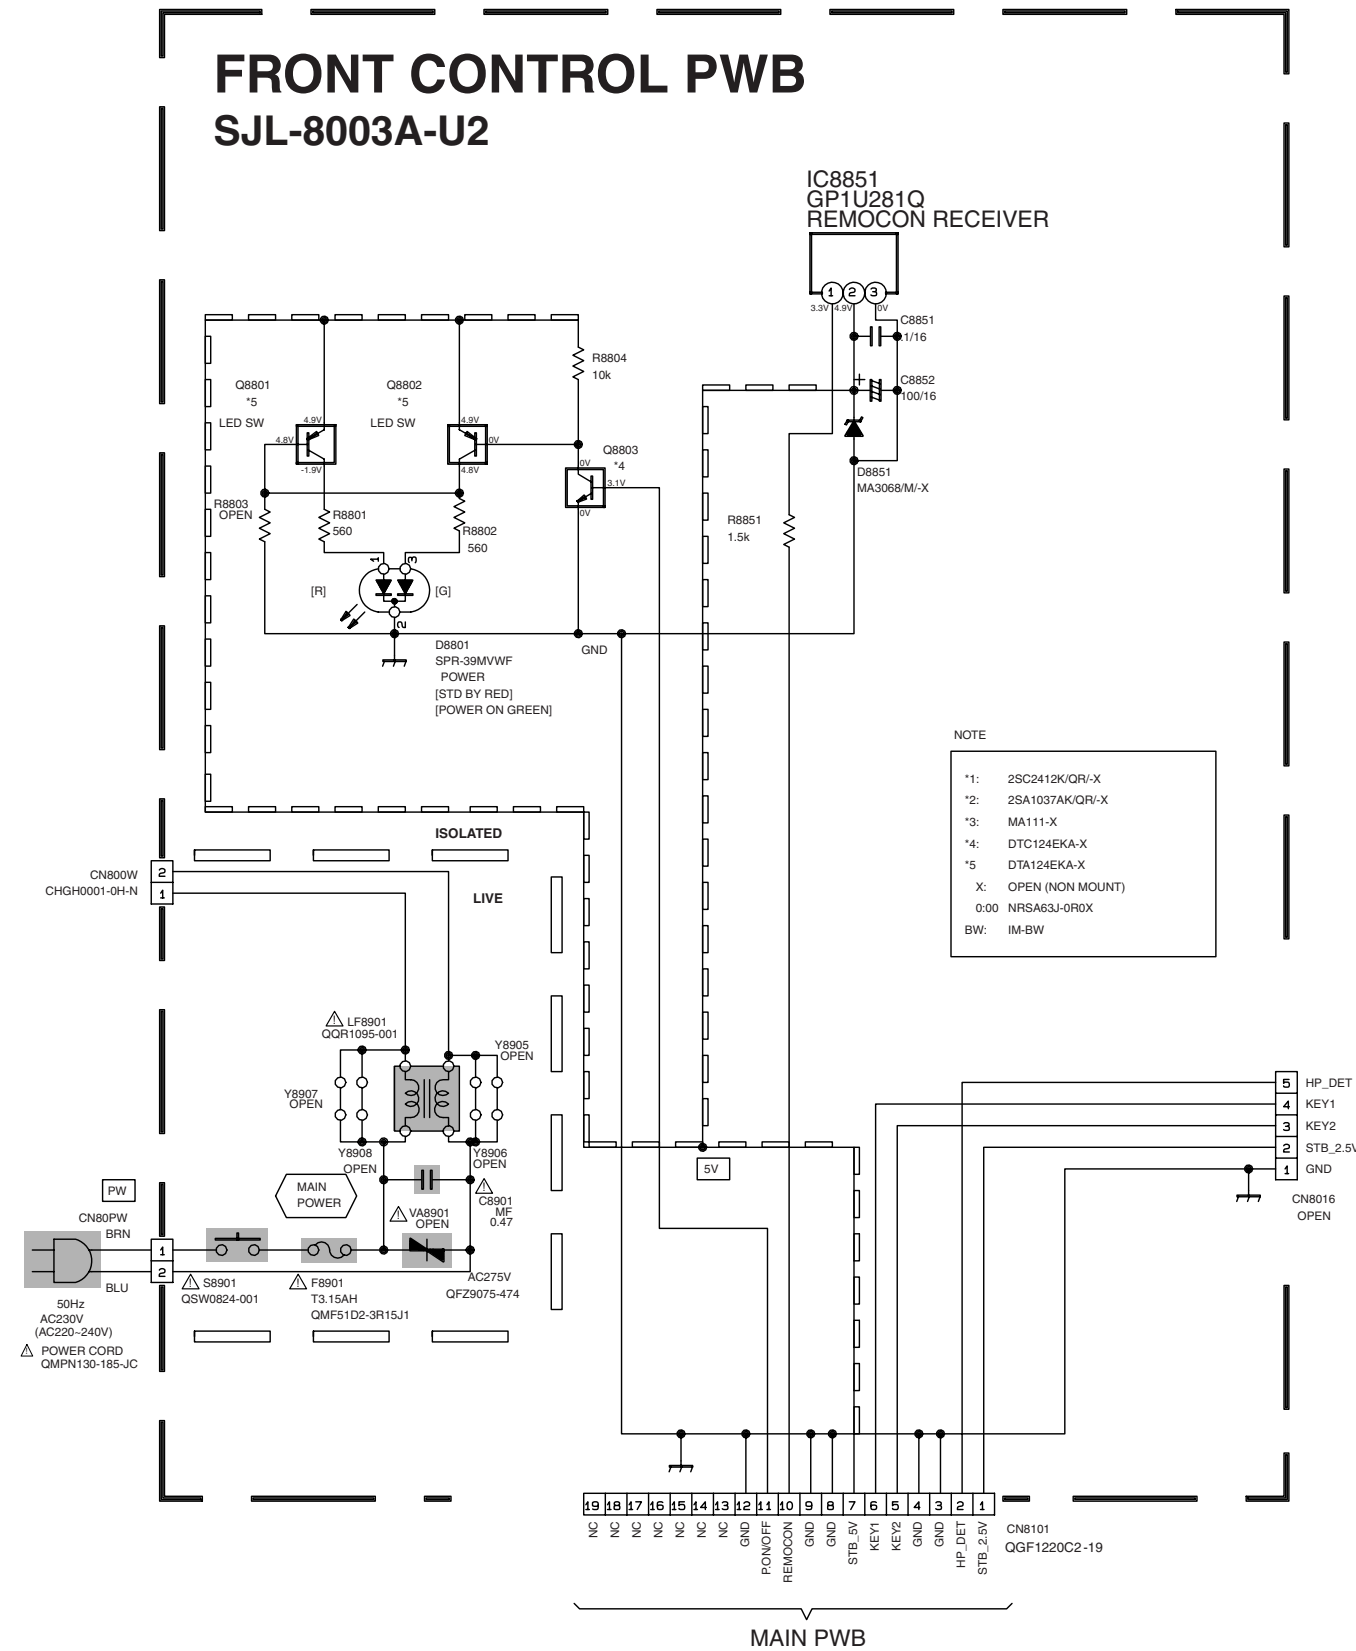 FRONT CONTROL PWB
SJL-8003A-U2
IC8851
GP1U281Q
REMOCON RECEIVER
1 2 3
3.3V 4.9V 0V
C8851
.1/16
C8852
100/16
D8851
MA3068/M/-X
R8851
1.5k
R8804
10k
Q8801
*5
LED SW
Q8802
*5
LED SW
4.9V
4.8V
-1.9V
4.9V
0V
4.8V
Q8803
*4
0V
3.1V
0V
R8803
OPEN
R8801
560
R8802
560
1 3
[R]
[G]
2
D8801
SPR-39MVWF
POWER
[STD BY RED]
[POWER ON GREEN]
GND
NOTE
*1: 2SC2412K/QR/-X
*2: 2SA1037AK/QR/-X
*3: MA111-X
*4: DTC124EKA-X
*5 DTA124EKA-X
X: OPEN (NON MOUNT)
0:00 NRSA63J-0R0X
BW: IM-BW
ISOLATED
LIVE
CN800W
CHGH0001-0H-N
2
1
LF8901
QQR1095-001
Y8905
OPEN
Y8907
OPEN
Y8908
OPEN
Y8906
OPEN
MAIN
POWER
C8901
MF
0.47
VA8901
OPEN
AC275V
QFZ9075-474
PW
CN80PW
BRN
1
2
BLU
S8901
QSW0824-001
F8901
T3.15AH
QMF51D2-3R15J1
50Hz
AC230V
(AC220~240V)
POWER CORD
QMPN130-185-JC
5V
5 HP_DET
4 KEY1
3 KEY2
2 STB_2.5V
1 GND
CN8016
OPEN
19 18 17 16 15 14 13 12 11 10 9 8 7 6 5 4 3 2 1
NC NC NC NC NC NC NC GND P.ON/OFF REMOCON GND GND STB_5V KEY1 KEY2 GND GND HP_DET STB_2.5V
CN8101
QGF1220C2-19
MAIN PWB